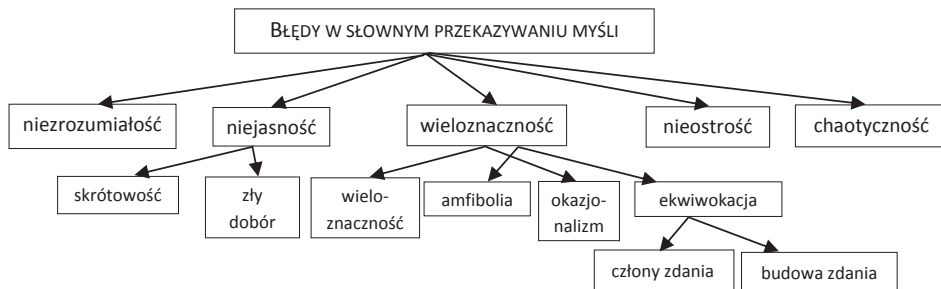 BŁĘDY W SŁOWNYM PRZEKAZYWANIU MYŚLI
niezrozumiałość
niejasność
wieloznaczność
nieostrość
chaotyczność
skrótowość
zły
dobór
wielo-
znaczność
amfibolia
okazjo-
nalizm
ekwiwokacja
człony zdania
budowa zdania